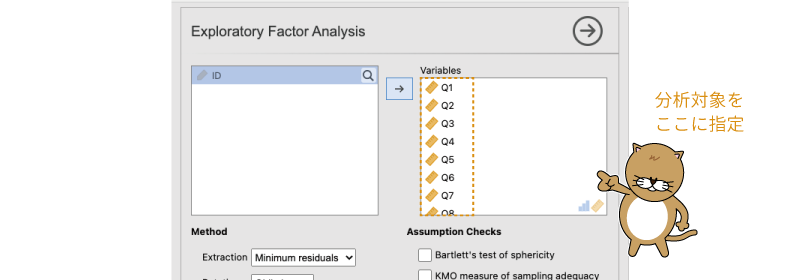 Exploratory Factor Analysis
ID
Variables
Q1
Q2
Q3
Q4
Q5
Q6
Q7
Q8
分析対象を
ここに指定
Method
Extraction Minimum residuals
Assumption Checks
Bartlett's test of sphericity
KMO measure of sampling adequacy